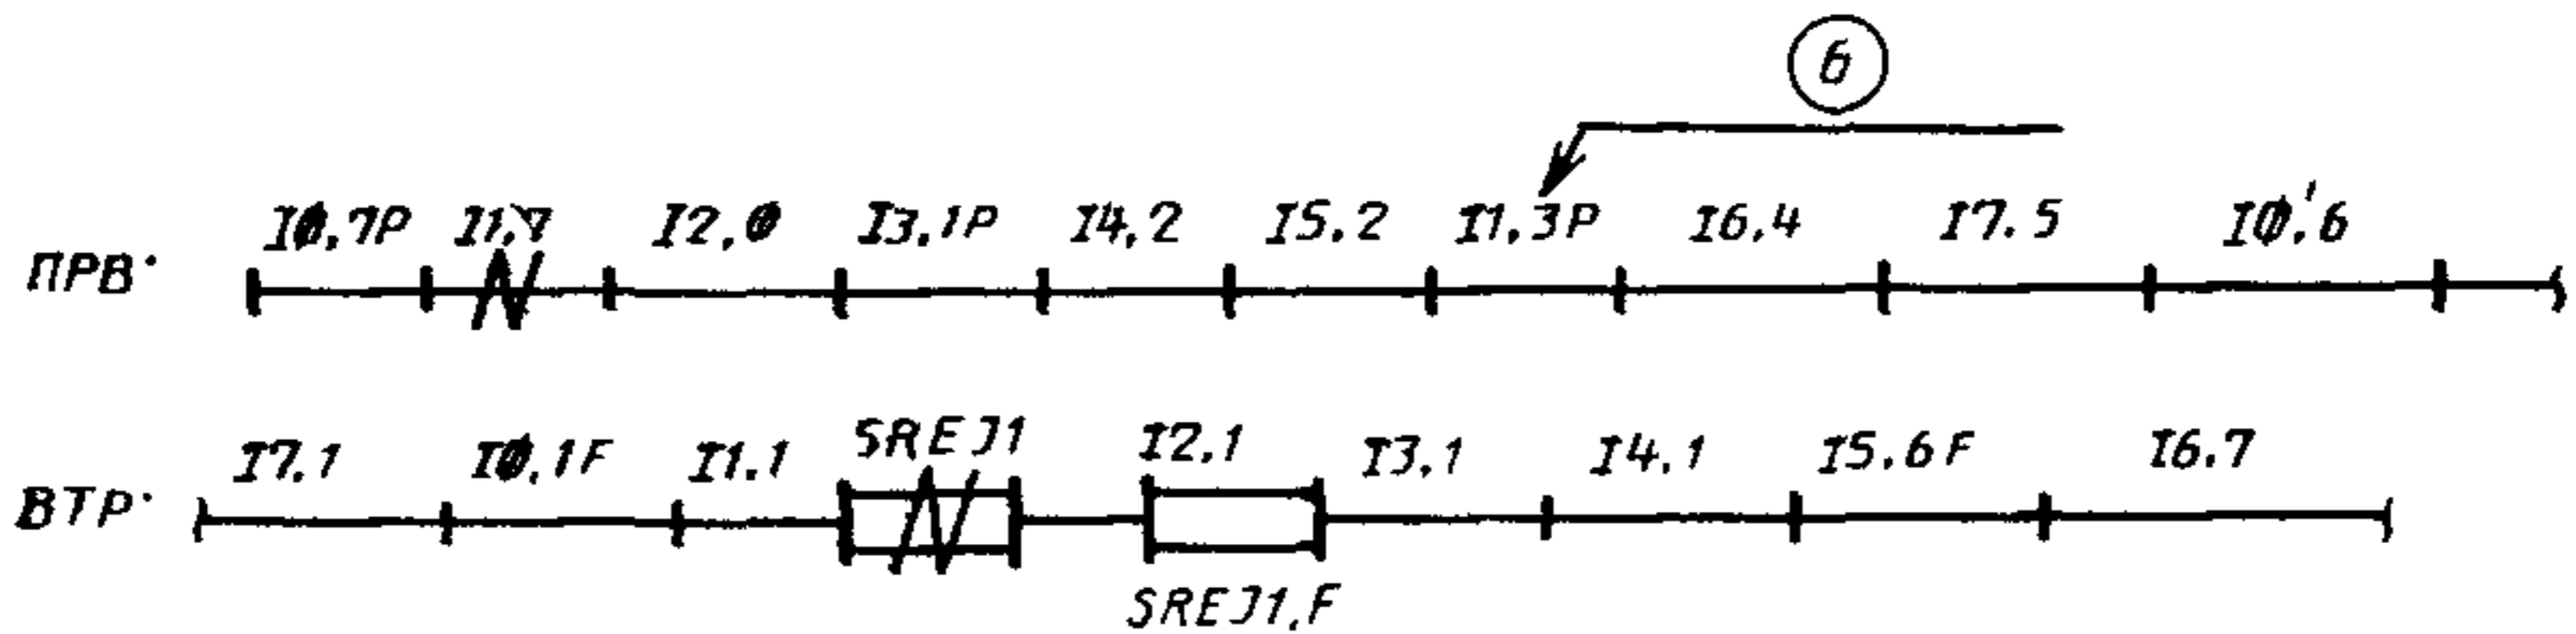 6
ПРВ· I0,7P I1,7 I2,0 I3,1P I4,2 I5,2 I1,3P I6,4 I7.5 I0,6
ВТР· I7,1 I0,1F I1.1 SREJ1 I2,1 I3,1 I4,1 I5.6F I6.7
SREJ1,F